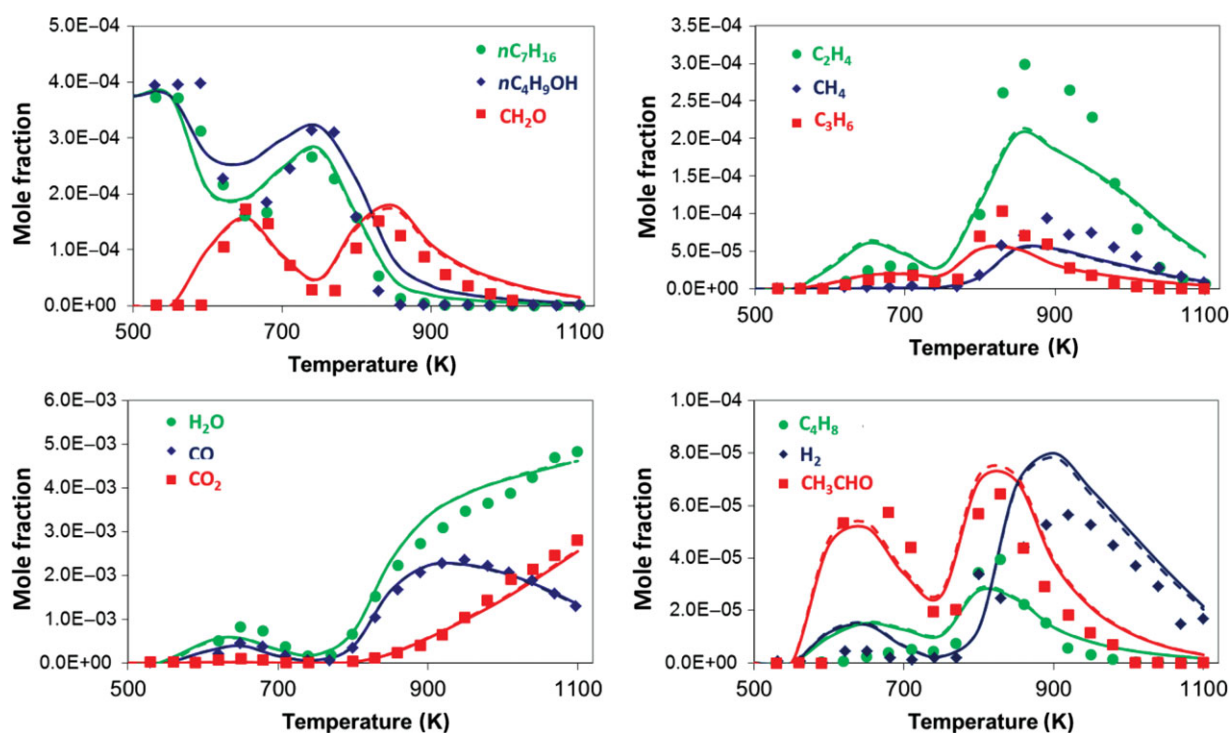 5.0E−04
4.0E−04
3.0E−04
2.0E−04
1.0E−04
0.0E+00
Mole fraction
nC7H16
nC4H9OH
CH2O
500 700 900 1100
Temperature (K)
3.5E−04
3.0E−04
2.5E−04
2.0E−04
1.5E−04
1.0E−04
5.0E−05
0.0E+00
Mole fraction
C2H4
CH4
C3H6
500 700 900 1100
Temperature (K)
6.0E−03
5.0E−03
4.0E−03
3.0E−03
2.0E−03
1.0E−03
0.0E+00
Mole fraction
H2O
CO
CO2
500 700 900 1100
Temperature (K)
1.0E−04
8.0E−05
6.0E−05
4.0E−05
2.0E−05
0.0E+00
Mole fraction
C4H8
H2
CH3CHO
500 700 900 1100
Temperature (K)